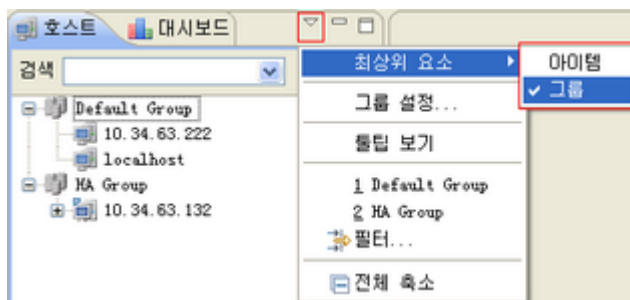 호스트 대시보드
검색
Default Group
10.34.63.222
localhost
HA Group
10.34.63.132
최상위 요소
그룹 설정...
툴팁 보기
1 Default Group
2 HA Group
필터...
전체 축소
아이템
그룹